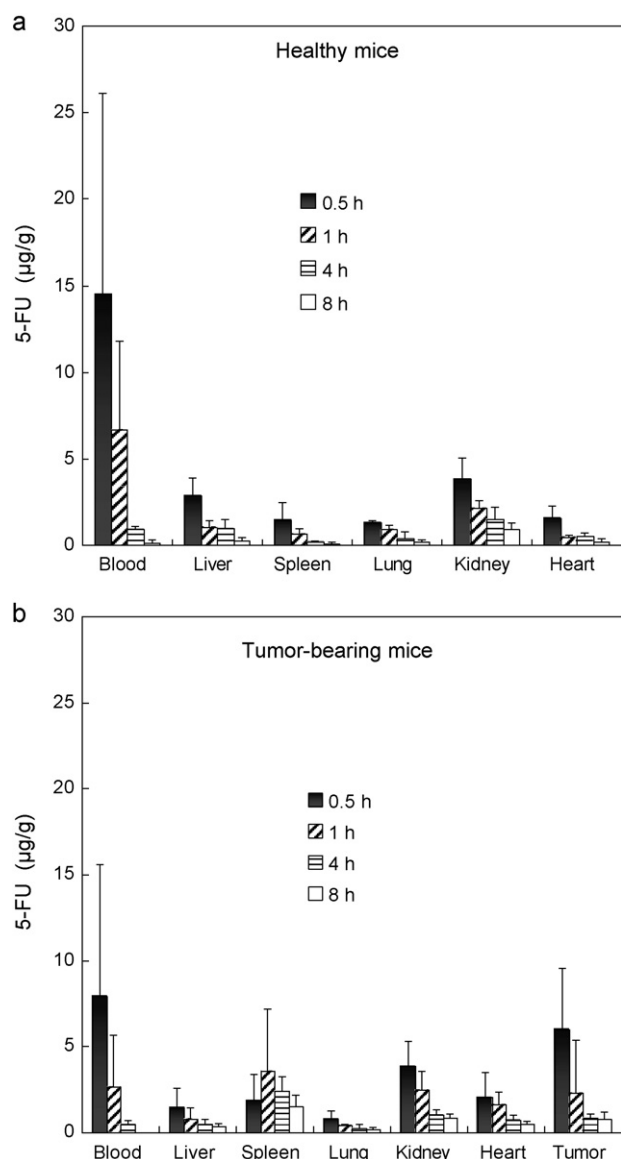 a
30
Healthy mice
25
20
0.5 h
1 h
15
4 h
8 h
5-FU (μg/g)
10
5
0
Blood Liver Spleen Lung Kidney Heart
b
30
Tumor-bearing mice
25
20
0.5 h
1 h
15
4 h
8 h
5-FU (μg/g)
10
5
0
Blood Liver Spleen Lung Kidney Heart Tumor